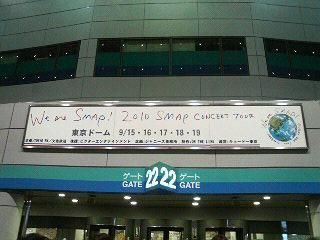 We are SMAP! 2010 SMAP CONCERT TOUR
東京ドーム 9/15・16・17・18・19
ゲート 22 22 ゲート
GATE GATE